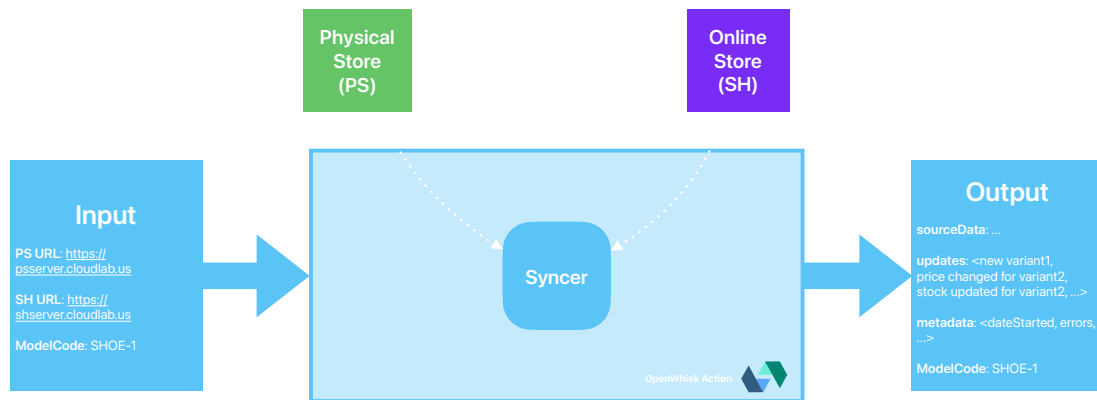 Physical
Store
(PS)
Online
Store
(SH)
Input
PS URL: https://
psserver.cloudlab.us
SH URL: https://
shserver.cloudlab.us
ModelCode: SHOE-1
Syncer
OpenWhisk Action
Output
sourceData: ...
updates: <new variant1,
price changed for variant2,
stock updated for variant2, ...>
metadata: <dateStarted, errors,
...>
ModelCode: SHOE-1